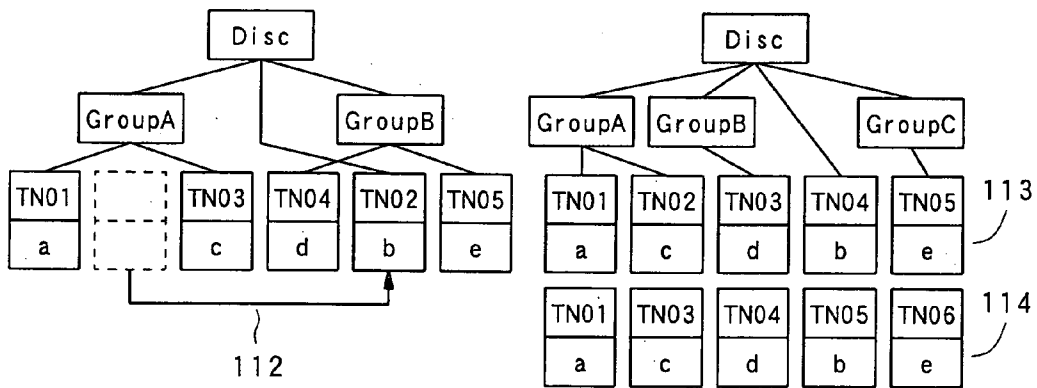 Disc Disc
GroupA GroupB GroupA GroupB GroupC
TN01 TN03 TN04 TN02 TN05 TN01 TN02 TN03 TN04 TN05 113
a c d b e a c d b e
TN01 TN03 TN04 TN05 TN06 114
112 a c d b e